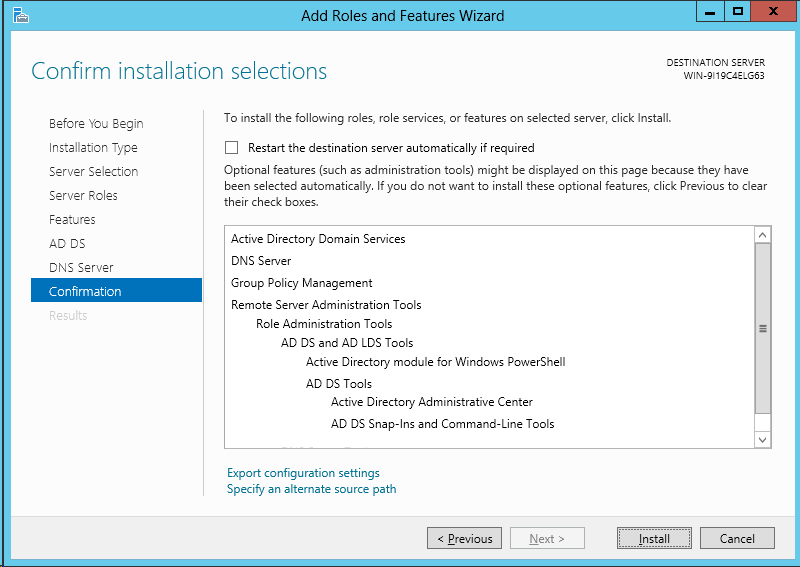 Add Roles and Features Wizard
Confirm installation selections
DESTINATION SERVER
WIN-9I19C4ELG63
Before You Begin
Installation Type
Server Selection
Server Roles
Features
AD DS
DNS Server
Confirmation
Results
To install the following roles, role services, or features on selected server, click Install.
Restart the destination server automatically if required
Optional features (such as administration tools) might be displayed on this page because they have
been selected automatically. If you do not want to install these optional features, click Previous to clear
their check boxes.
Active Directory Domain Services
DNS Server
Group Policy Management
Remote Server Administration Tools
Role Administration Tools
AD DS and AD LDS Tools
Active Directory module for Windows PowerShell
AD DS Tools
Active Directory Administrative Center
AD DS Snap-Ins and Command-Line Tools
Export configuration settings
Specify an alternate source path
< Previous
Next >
Install
Cancel